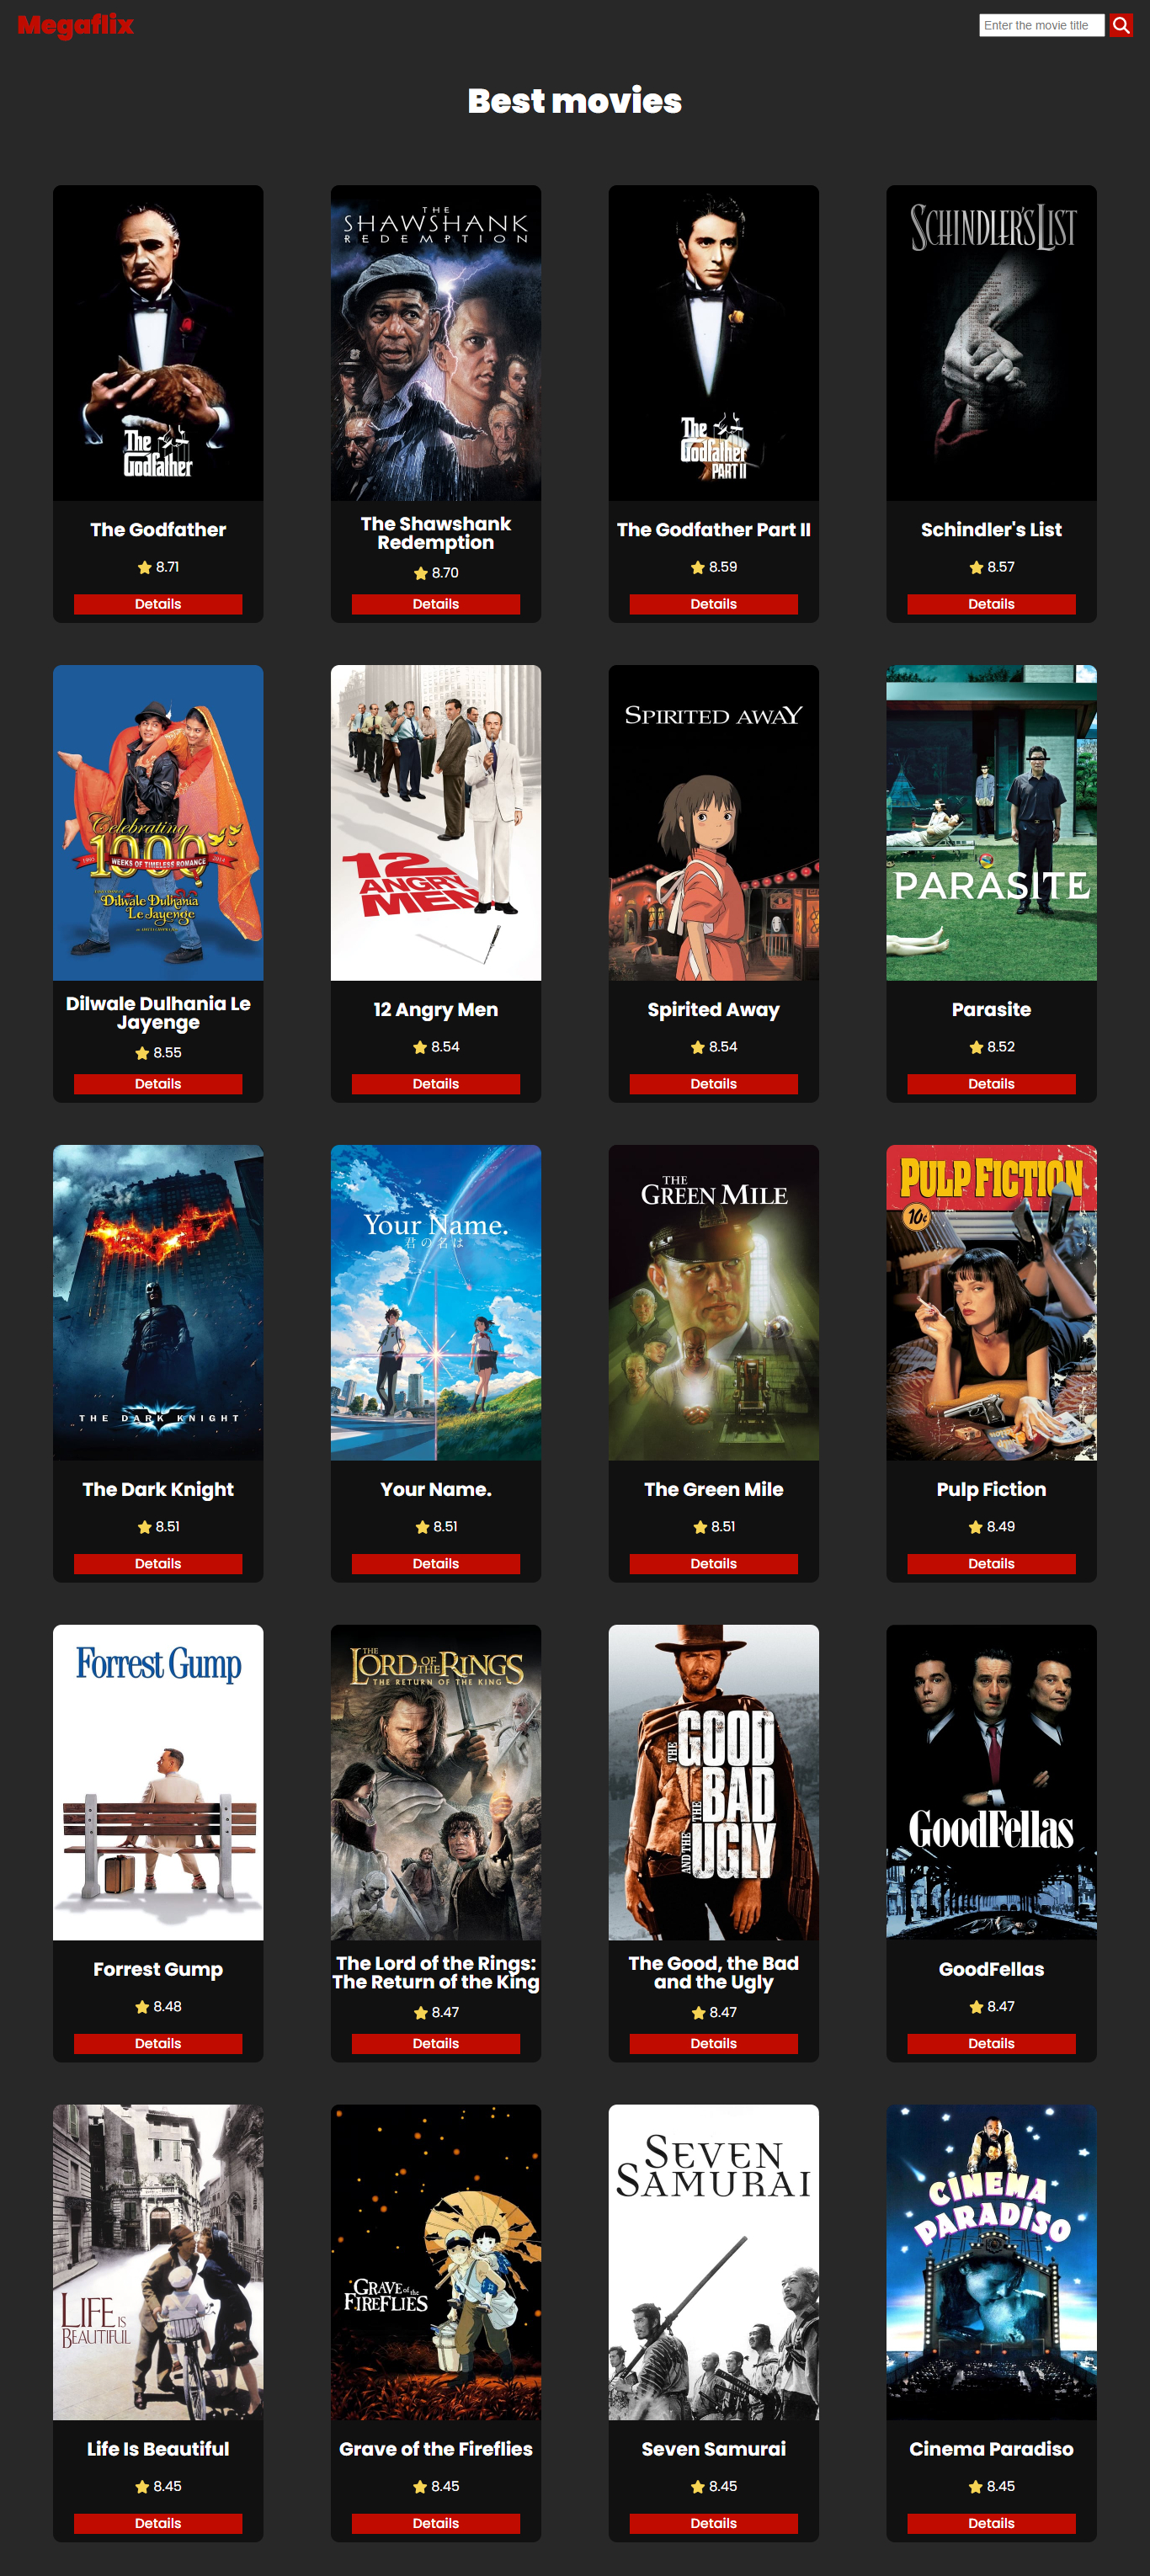 Megaflix
Enter the movie title
Best movies
THE
SHAWSHANK
REDEMPTION
SCHINDLER'S LIST
The
Godfather
The
Godfather
PART II
The Godfather
The Shawshank
Redemption
The Godfather Part II
Schindler's List
8.71
8.70
8.59
8.57
Details
Details
Details
Details
SPIRITED AWAY
Celebrating
1000
1995 WEEKS OF TIMELESS ROMANCE 2014
Dilwale Dulhania
Le Jayenge
12
ANGRY
MEN
PARASITE
Dilwale Dulhania Le
Jayenge
12 Angry Men
Spirited Away
Parasite
8.55
8.54
8.54
8.52
Details
Details
Details
Details
THE DARK KNIGHT
Your Name.
君の名は
THE
GREEN MILE
PULP FICTION
10¢
The Dark Knight
Your Name.
The Green Mile
Pulp Fiction
8.51
8.51
8.51
8.49
Details
Details
Details
Details
Forrest Gump
THE
LORD OF THE RINGS
THE RETURN OF THE KING
THE GOOD
THE BAD
AND THE UGLY
GoodFellas
Forrest Gump
The Lord of the Rings:
The Return of the King
The Good, the Bad
and the Ugly
GoodFellas
8.48
8.47
8.47
8.47
Details
Details
Details
Details
LIFE IS
BEAUTIFUL
GRAVE of the
FIREFLIES
SEVEN
SAMURAI
CINEMA
PARADISO
Life Is Beautiful
Grave of the Fireflies
Seven Samurai
Cinema Paradiso
8.45
8.45
8.45
8.45
Details
Details
Details
Details